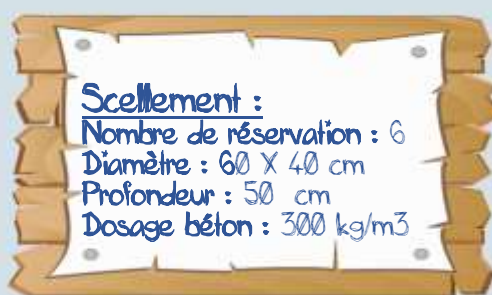 Scellement :
Nombre de réservation : 6
Diamètre : 60 X 40 cm
Profondeur : 50 cm
Dosage béton : 300 kg/m3